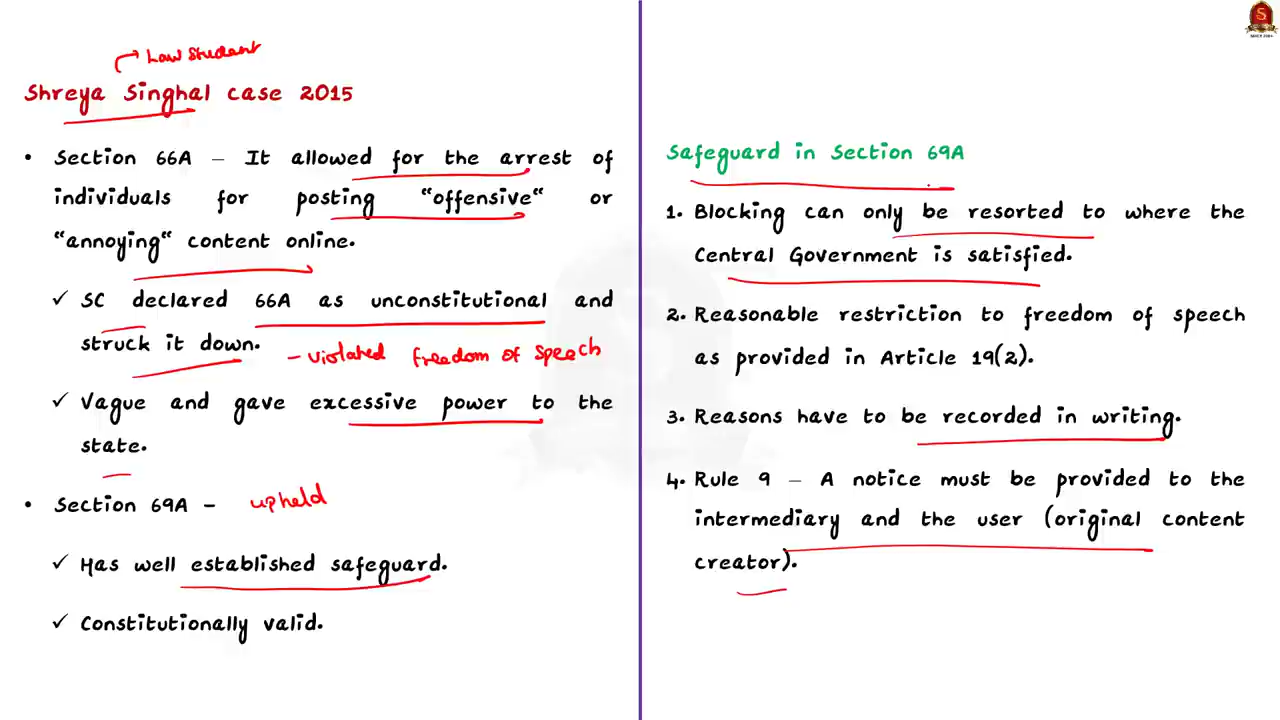 Law student
Shreya Singhal case 2015
• Section 66A – It allowed for the arrest of
individuals for posting “offensive“ or
“annoying“ content online.
✓ SC declared 66A as unconstitutional and
struck it down.
- violated freedom of speech
✓ Vague and gave excessive power to the
state.
• Section 69A – upheld
✓ Has well established safeguard.
✓ Constitutionally valid.
Safeguard in Section 69A
1. Blocking can only be resorted to where the
Central Government is satisfied.
2. Reasonable restriction to freedom of speech
as provided in Article 19(2).
3. Reasons have to be recorded in writing.
4. Rule 9 – A notice must be provided to the
intermediary and the user (original content
creator).
S